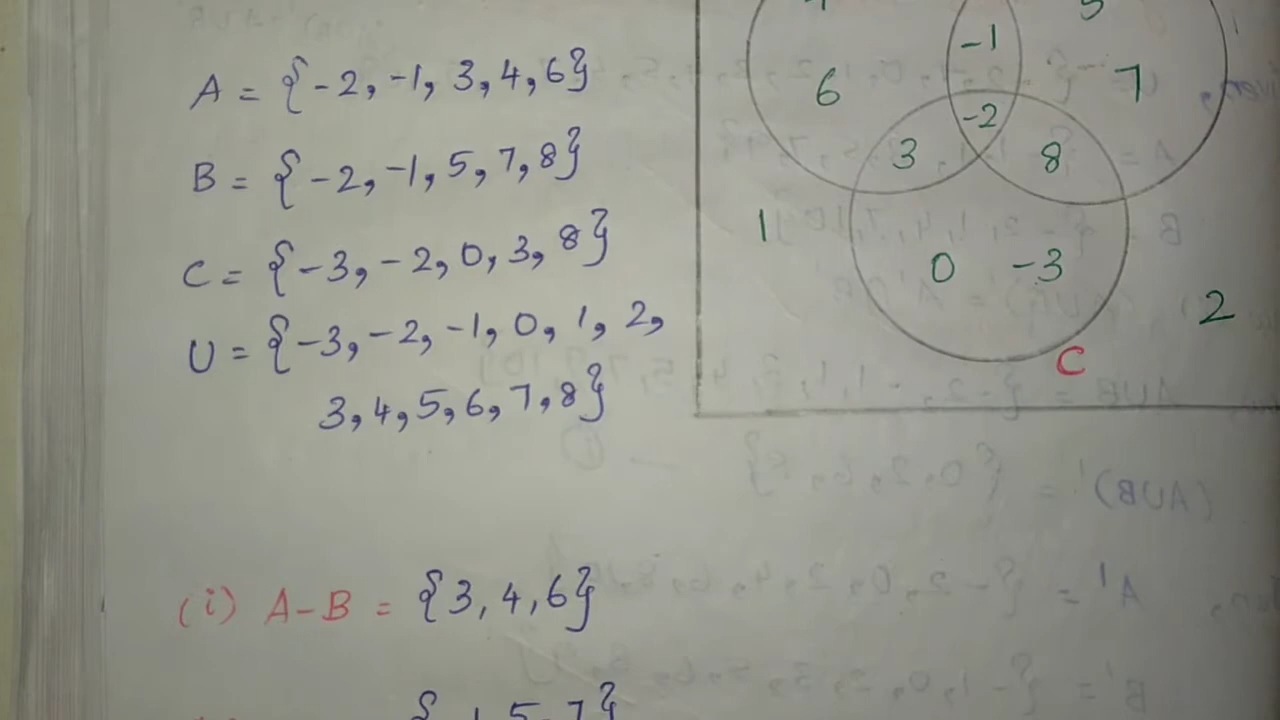 A = {-2, -1, 3, 4, 6}
B = {-2, -1, 5, 7, 8}
C = {-3, -2, 0, 3, 8}
U = {-3, -2, -1, 0, 1, 2,
3, 4, 5, 6, 7, 8}
-1
6
7
-2
3
8
1
0 -3
2
C
(i) A-B = {3, 4, 6}
5, 7}